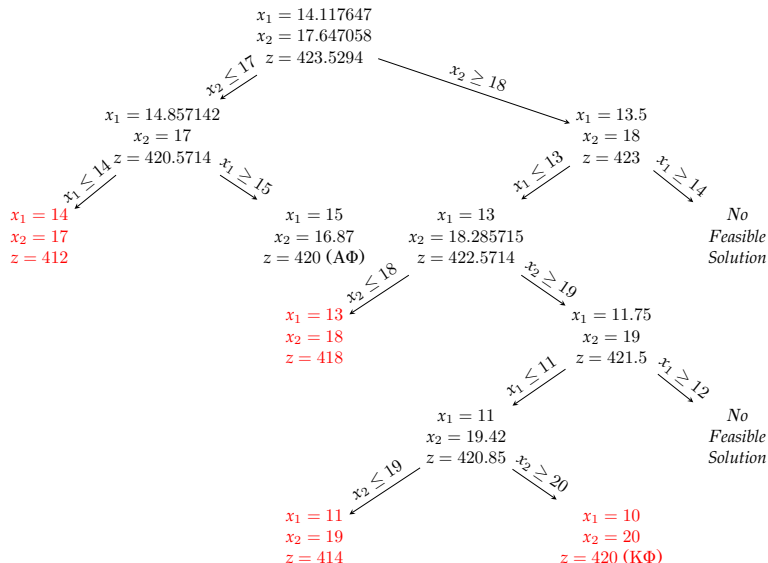 x₁ = 14.117647
x₂ = 17.647058
z = 423.5294
x₂ ≤ 17
x₂ ≥ 18
x₁ = 14.857142
x₂ = 17
z = 420.5714
x₁ = 13.5
x₂ = 18
z = 423
x₁ ≤ 14
x₁ ≥ 15
x₁ ≤ 13
x₁ ≥ 14
x₁ = 14
x₂ = 17
z = 412
x₁ = 15
x₂ = 16.87
z = 420 (ΑΦ)
x₁ = 13
x₂ = 18.285715
z = 422.5714
No
Feasible
Solution
x₂ ≤ 18
x₂ ≥ 19
x₁ = 13
x₂ = 18
z = 418
x₁ = 11.75
x₂ = 19
z = 421.5
x₁ ≤ 11
x₁ ≥ 12
x₁ = 11
x₂ = 19.42
z = 420.85
No
Feasible
Solution
x₂ ≤ 19
x₂ ≥ 20
x₁ = 11
x₂ = 19
z = 414
x₁ = 10
x₂ = 20
z = 420 (ΚΦ)